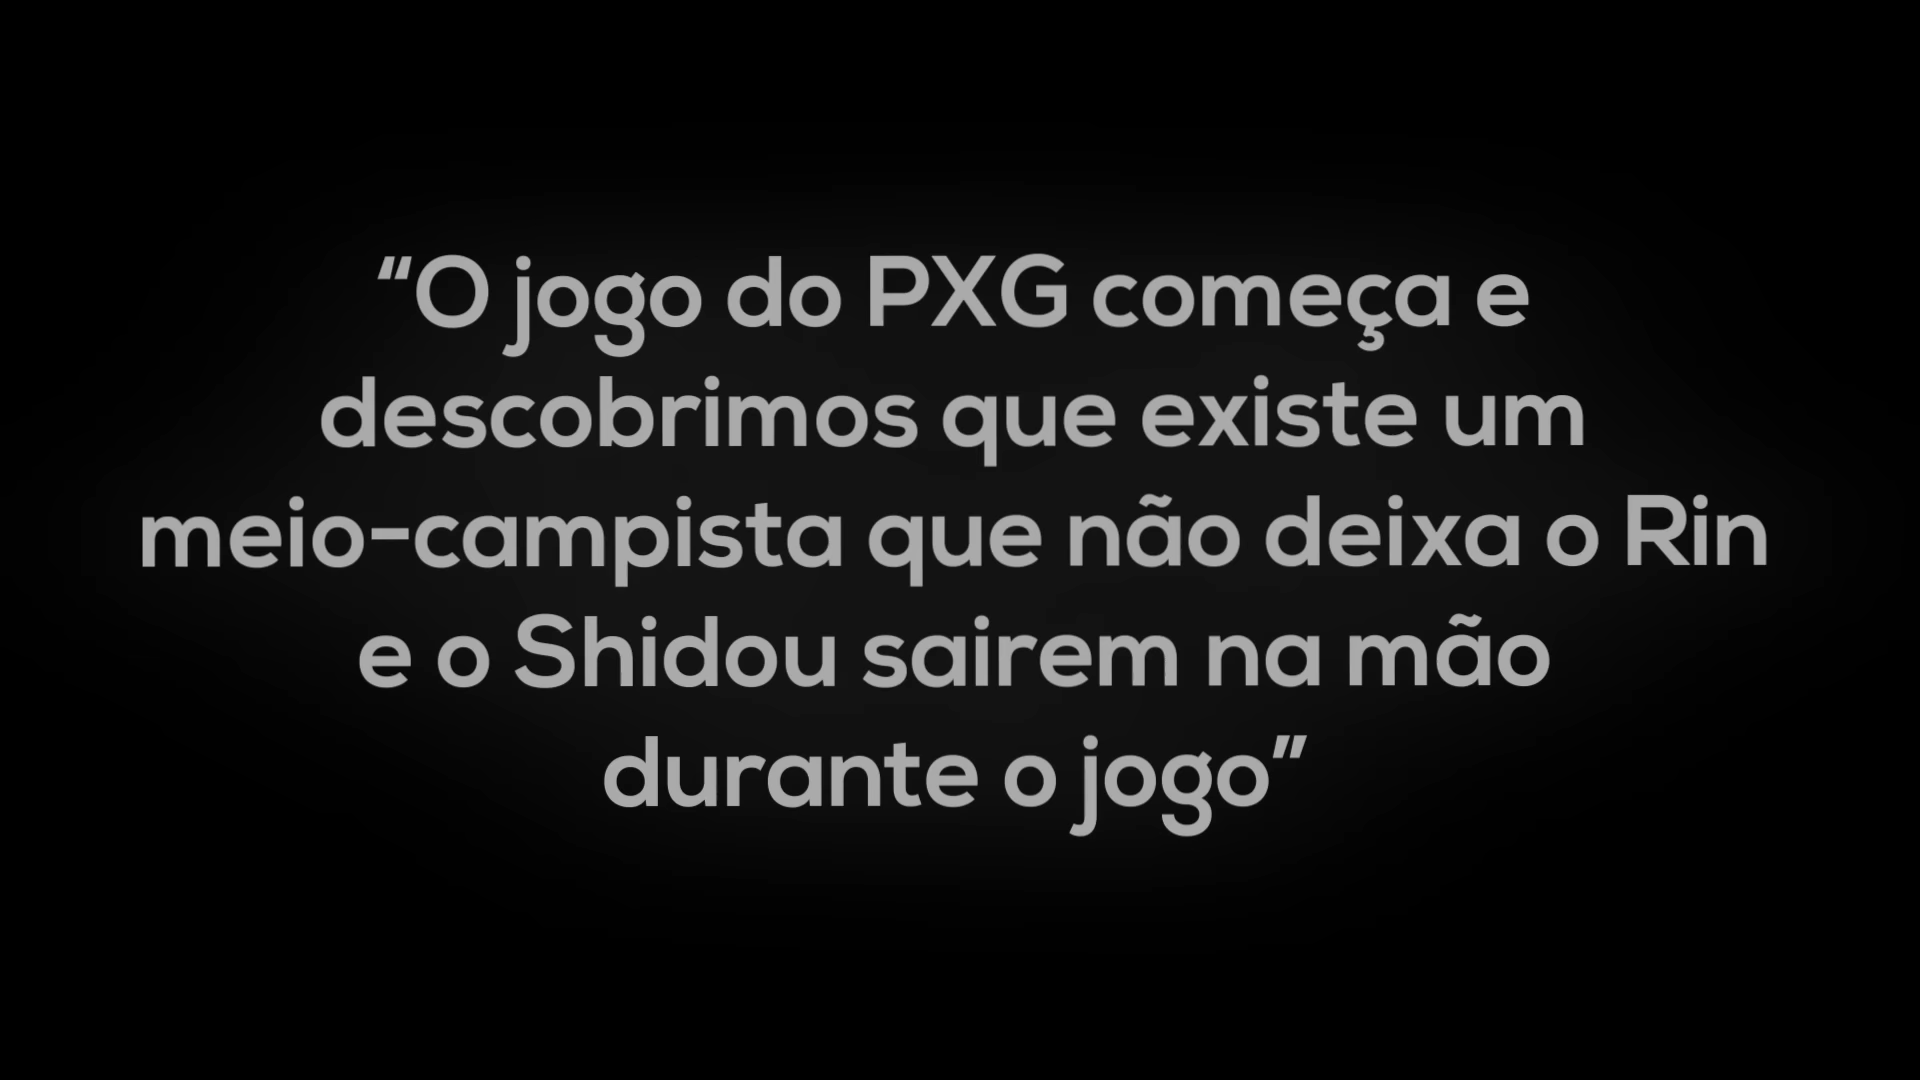 “O jogo do PXG começa e
descobrimos que existe um
meio-campista que não deixa o Rin
e o Shidou sairem na mão
durante o jogo”